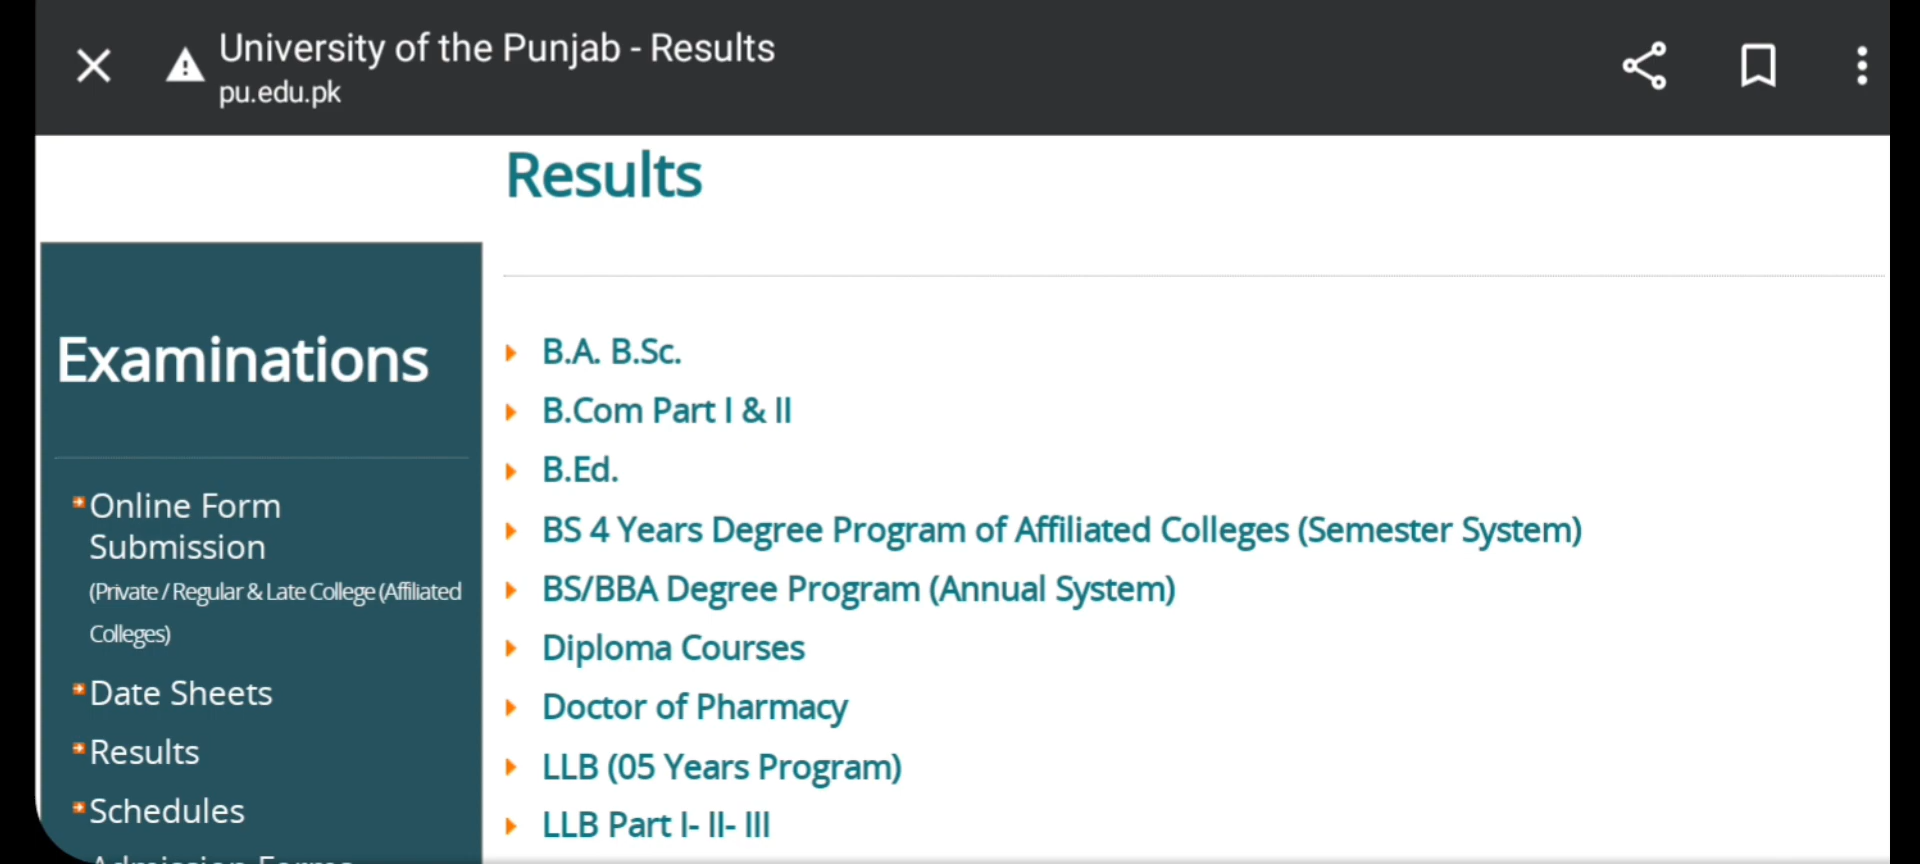 University of the Punjab - Results
pu.edu.pk
Results
Examinations
Online Form
Submission
(Private / Regular & Late College (Affiliated
Colleges)
Date Sheets
Results
Schedules
Admission Forms
B.A. B.Sc.
B.Com Part I & II
B.Ed.
BS 4 Years Degree Program of Affiliated Colleges (Semester System)
BS/BBA Degree Program (Annual System)
Diploma Courses
Doctor of Pharmacy
LLB (05 Years Program)
LLB Part I- II- III